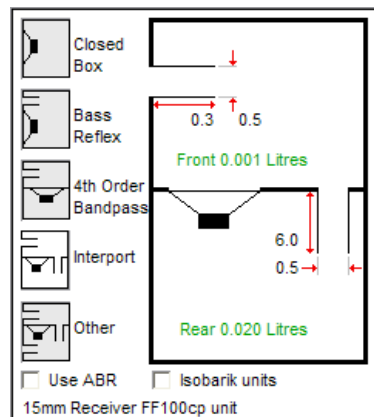 Closed
Box
Bass
Reflex
4th Order
Bandpass
Interport
Other
0.3
0.5
Front 0.001 Litres
6.0
0.5
Rear 0.020 Litres
Use ABR
Isobarik units
15mm Receiver FF100cp unit